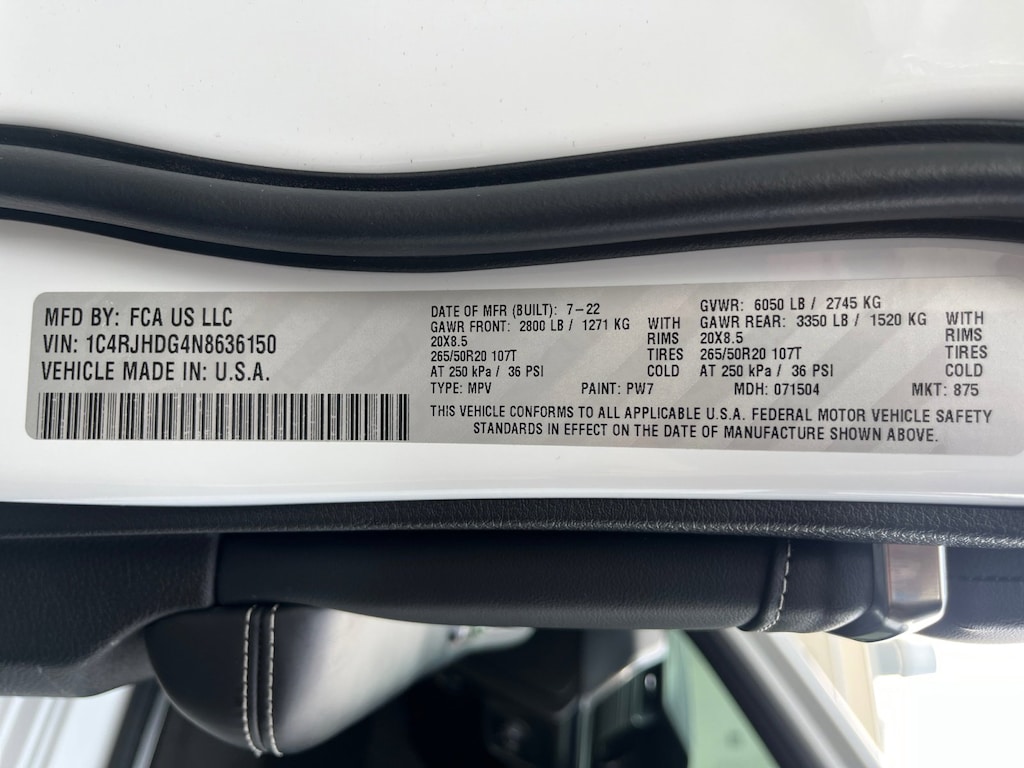 MFD BY: FCA US LLC
VIN: 1C4RJHDG4N8636150
VEHICLE MADE IN: U.S.A.
DATE OF MFR (BUILT): 7-22
GAWR FRONT: 2800 LB / 1271 KG WITH
20X8.5 RIMS
265/50R20 107T TIRES
AT 250 kPa / 36 PSI COLD
GVWR: 6050 LB / 2745 KG
GAWR REAR: 3350 LB / 1520 KG WITH
20X8.5 RIMS
265/50R20 107T TIRES
AT 250 kPa / 36 PSI COLD
TYPE: MPV PAINT: PW7 MDH: 071504 MKT: 875
THIS VEHICLE CONFORMS TO ALL APPLICABLE U.S.A. FEDERAL MOTOR VEHICLE SAFETY
STANDARDS IN EFFECT ON THE DATE OF MANUFACTURE SHOWN ABOVE.